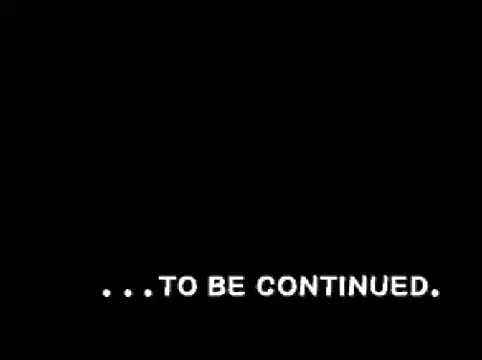 . . .TO BE CONTINUED.